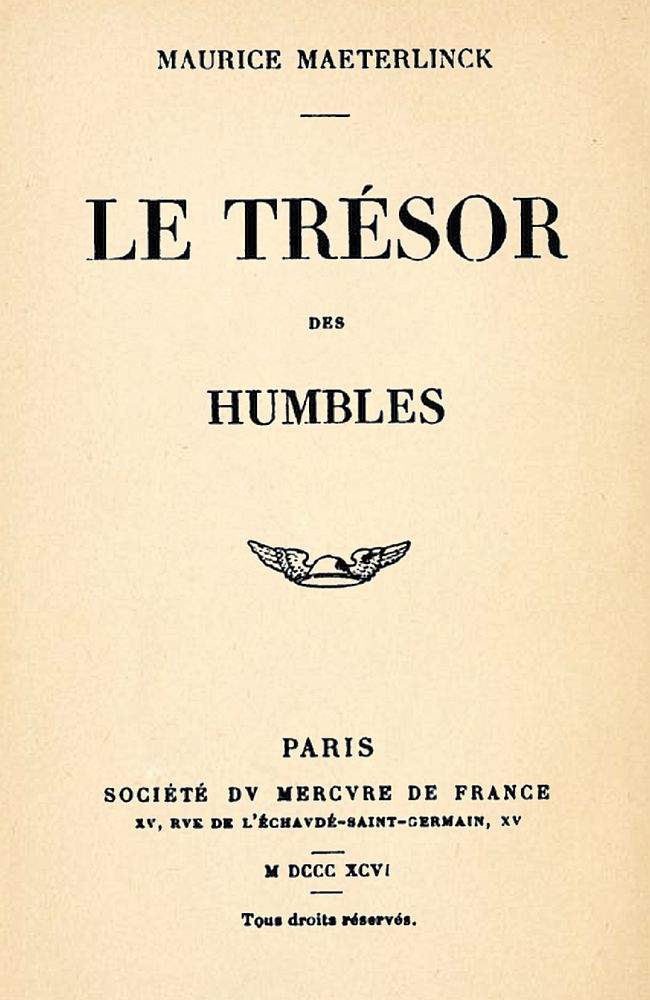 MAURICE MAETERLINCK
LE TRÉSOR
DES
HUMBLES
PARIS
SOCIÉTÉ DV MERCVRE DE FRANCE
XV, RVE DE L'ÉCHAVDÉ-SAINT-GERMAIN, XV
M DCCC XCVI
Tous droits réservés.